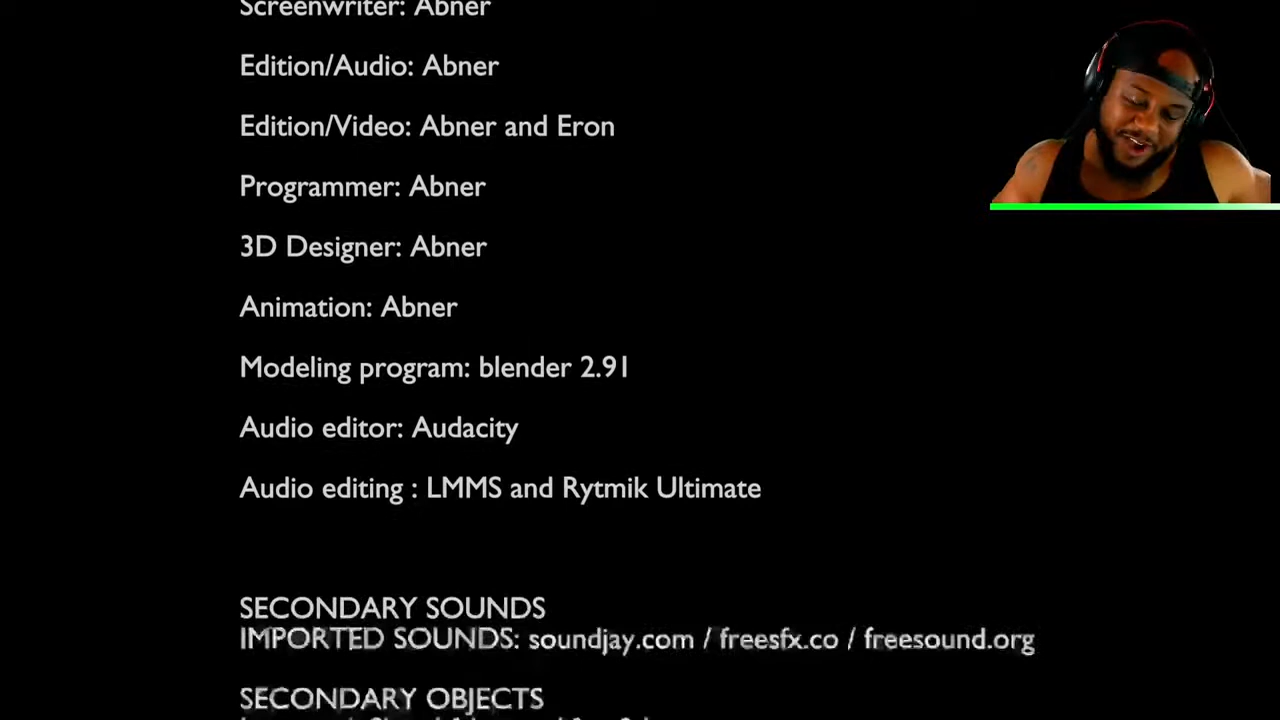 Screenwriter: Abner
Edition/Audio: Abner
Edition/Video: Abner and Eron
Programmer: Abner
3D Designer: Abner
Animation: Abner
Modeling program: blender 2.91
Audio editor: Audacity
Audio editing : LMMS and Rytmik Ultimate
SECONDARY SOUNDS
IMPORTED SOUNDS: soundjay.com / freesfx.co / freesound.org
SECONDARY OBJECTS